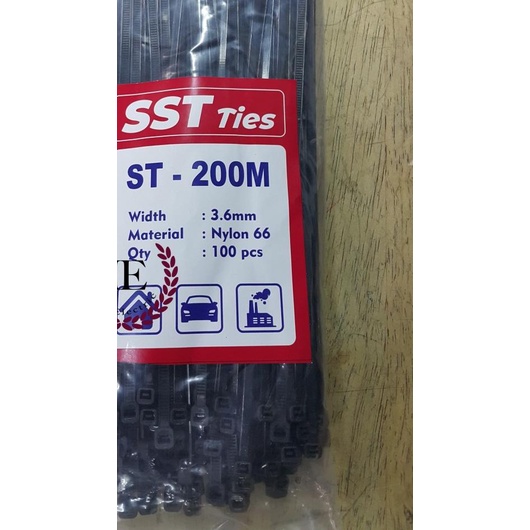 SST Ties
ST - 200M
Width : 3.6mm
Material : Nylon 66
Qty : 100 pcs
E